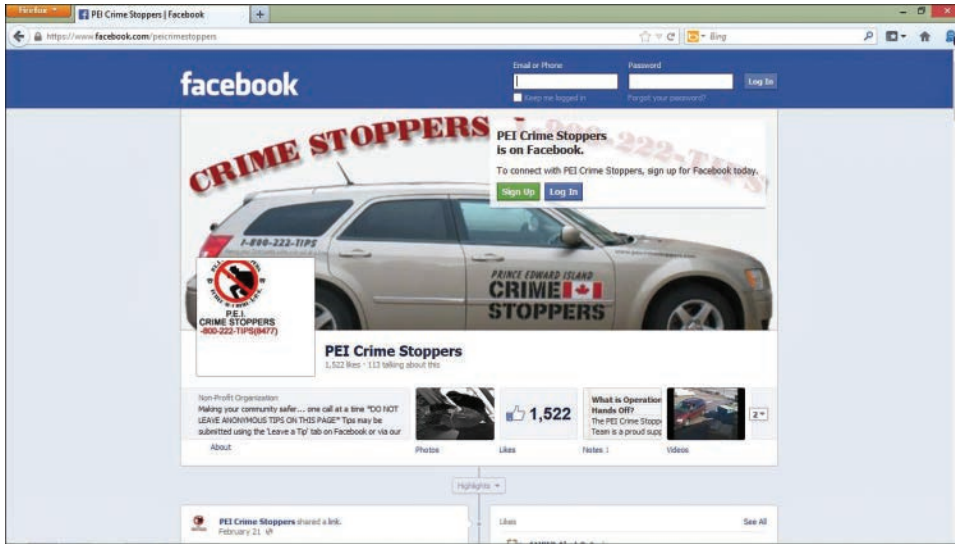 Firefox
PEI Crime Stoppers | Facebook
https://www.facebook.com/peicrimestoppers
Bing
facebook
Email or Phone
Password
Log In
Keep me logged in
Forgot your password?
CRIME STOPPERS 1-800-222-TIPS
PEI Crime Stoppers
is on Facebook.
To connect with PEI Crime Stoppers, sign up for Facebook today.
Sign Up
Log In
1-800-222-TIPS
PRINCE EDWARD ISLAND
CRIME
STOPPERS
P.E.I.
CRIME STOPPERS
-800-222-TIPS(8477)
PEI Crime Stoppers
1,522 likes · 113 talking about this
Non-Profit Organization
Making your community safer... one call at a time "DO NOT
LEAVE ANONYMOUS TIPS ON THIS PAGE" Tips may be
submitted using the 'Leave a Tip' tab on Facebook or via our
About
Photos
1,522
Likes
What is Operation
Hands Off?
The PEI Crime Stopp
Team is a proud supp
Notes 1
Videos
2
Highlights
PEI Crime Stoppers shared a link.
February 21
Likes
See All